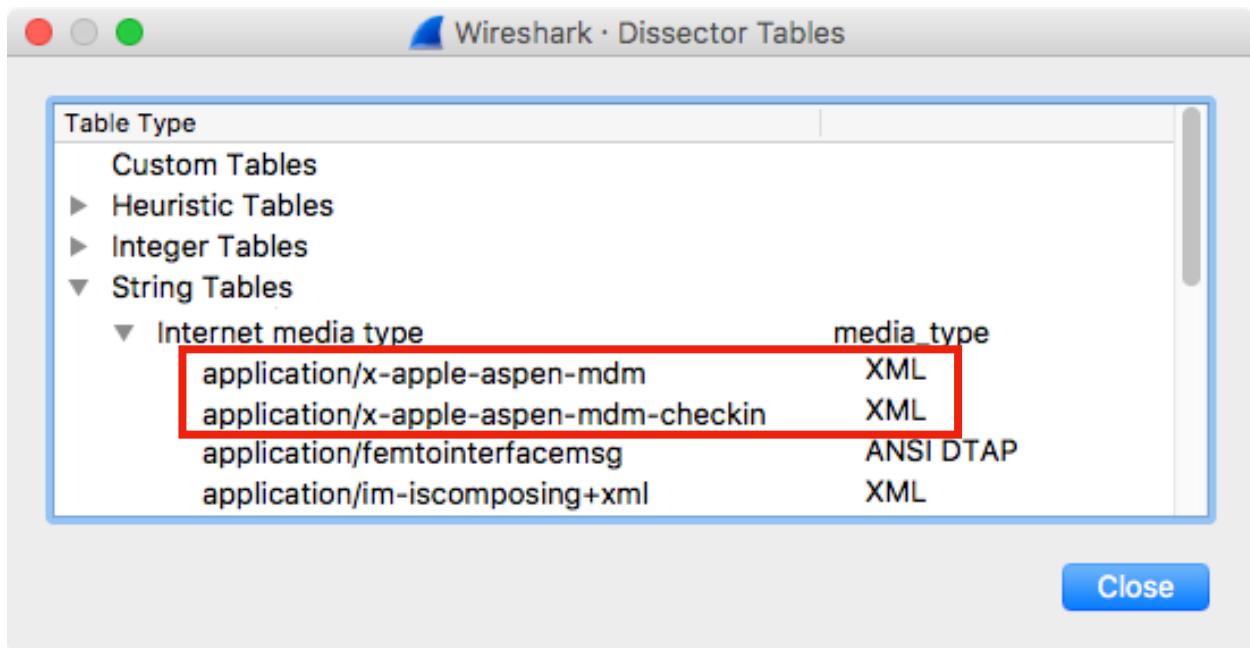 Wireshark · Dissector Tables
Table Type
Custom Tables
Heuristic Tables
Integer Tables
String Tables
Internet media type media_type
application/x-apple-aspen-mdm XML
application/x-apple-aspen-mdm-checkin XML
application/femtointerfacemsg ANSI DTAP
application/im-iscomposing+xml XML
Close